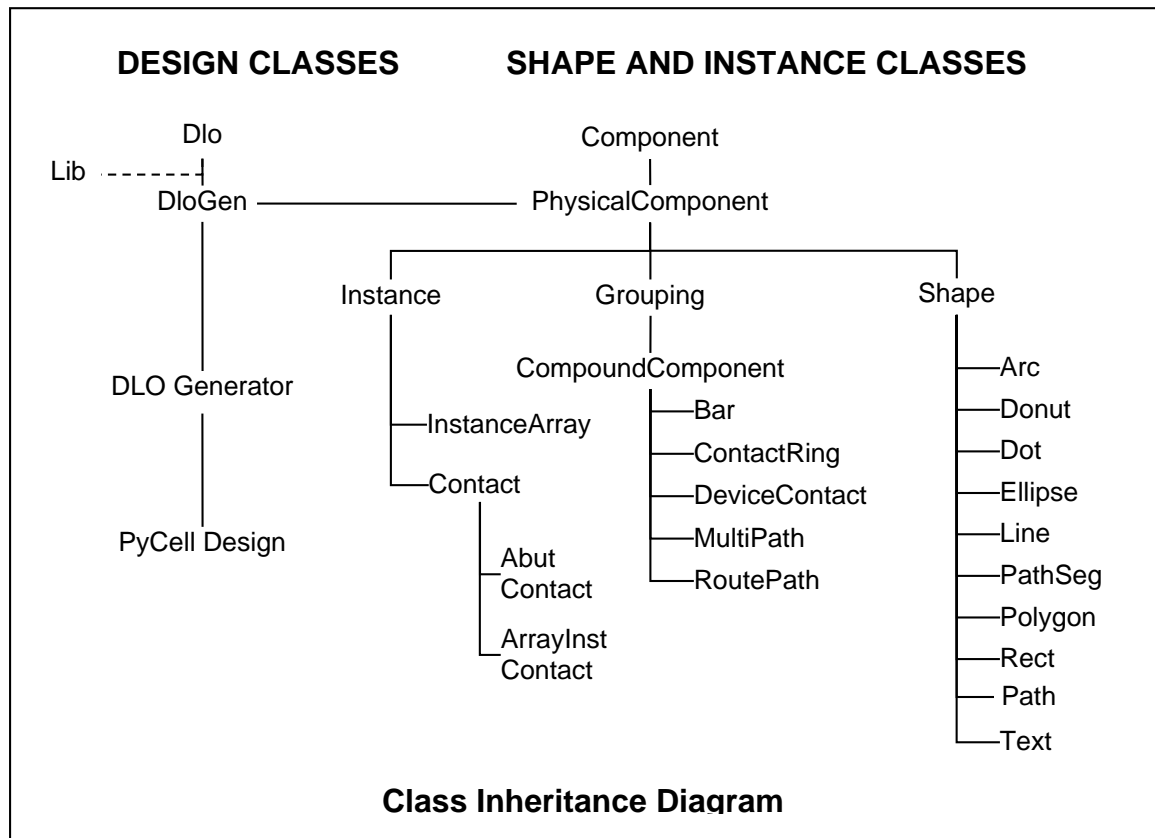 DESIGN CLASSES
SHAPE AND INSTANCE CLASSES
Dlo
Lib
DloGen
Component
PhysicalComponent
DLO Generator
PyCell Design
Instance
InstanceArray
Contact
Abut
Contact
ArrayInst
Contact
Grouping
CompoundComponent
Bar
ContactRing
DeviceContact
MultiPath
RoutePath
Shape
Arc
Donut
Dot
Ellipse
Line
PathSeg
Polygon
Rect
Path
Text
Class Inheritance Diagram